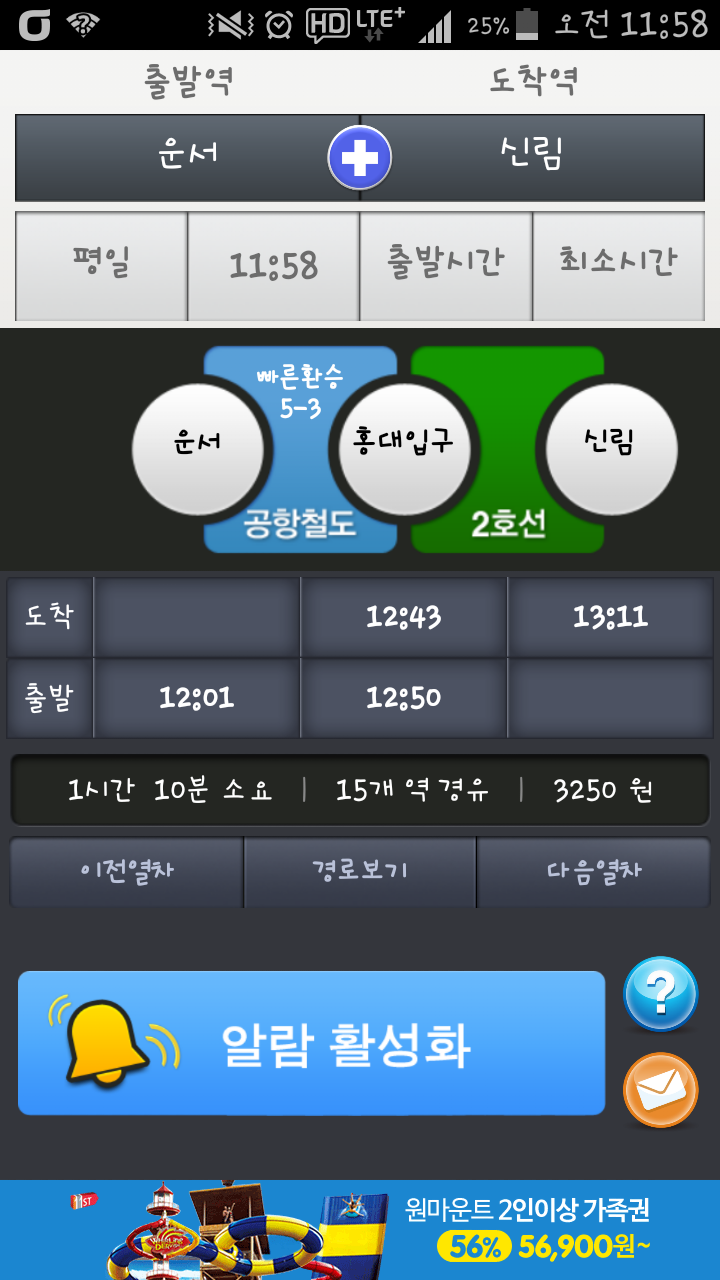 HD LTE+ 25% 오전 11:58
출발역 도착역
운서 신림
평일 11:58 출발시간 최소시간
빠른환승
5-3
운서 홍대입구 신림
공항철도 2호선
도착 12:43 13:11
출발 12:01 12:50
1시간 10분 소요 | 15개 역 경유 | 3250 원
이전열차 경로보기 다음열차
?
알람 활성화
11ST
원마운트 2인이상 가족권
56% 56,900원~